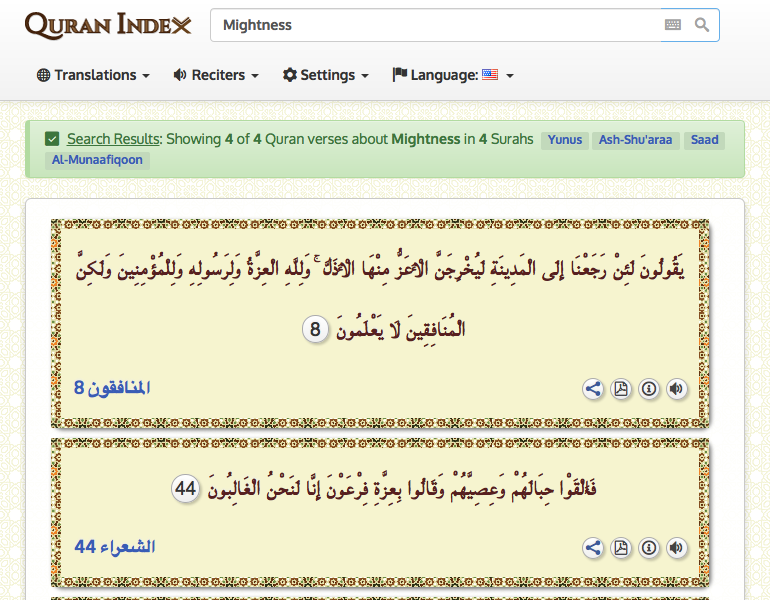 QURAN INDEX
Mightness
Translations Reciters Settings Language:
Search Results: Showing 4 of 4 Quran verses about Mightness in 4 Surahs Yunus Ash-Shu'araa Saad
Al-Munaafiqoon
يَقُولُونَ لَئِنْ رَجَعْنَا إِلَى الْمَدِينَةِ لَيُخْرِجَنَّ الْأَعَزُّ مِنْهَا الْأَذَلَّ ۚ وَلِلَّهِ الْعِزَّةُ وَلِرَسُولِهِ وَلِلْمُؤْمِنِينَ وَلَٰكِنَّ
الْمُنَافِقِينَ لَا يَعْلَمُونَ 8
المنافقون 8
فَأَلْقَوْا حِبَالَهُمْ وَعِصِيَّهُمْ وَقَالُوا بِعِزَّةِ فِرْعَوْنَ إِنَّا لَنَحْنُ الْغَالِبُونَ 44
الشعراء 44